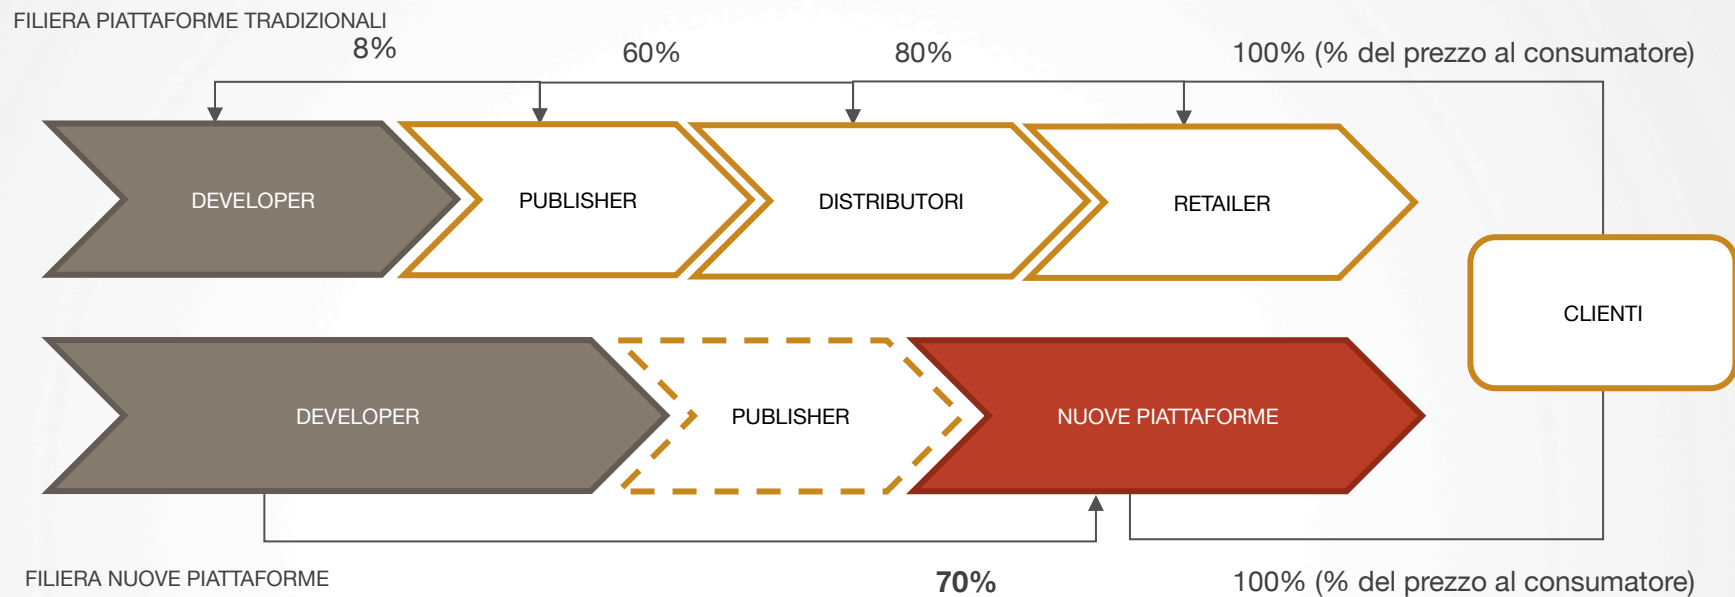 FILIERA PIATTAFORME TRADIZIONALI
8%
60%
80%
100% (% del prezzo al consumatore)
DEVELOPER
PUBLISHER
DISTRIBUTORI
RETAILER
CLIENTI
DEVELOPER
PUBLISHER
NUOVE PIATTAFORME
FILIERA NUOVE PIATTAFORME
70%
100% (% del prezzo al consumatore)